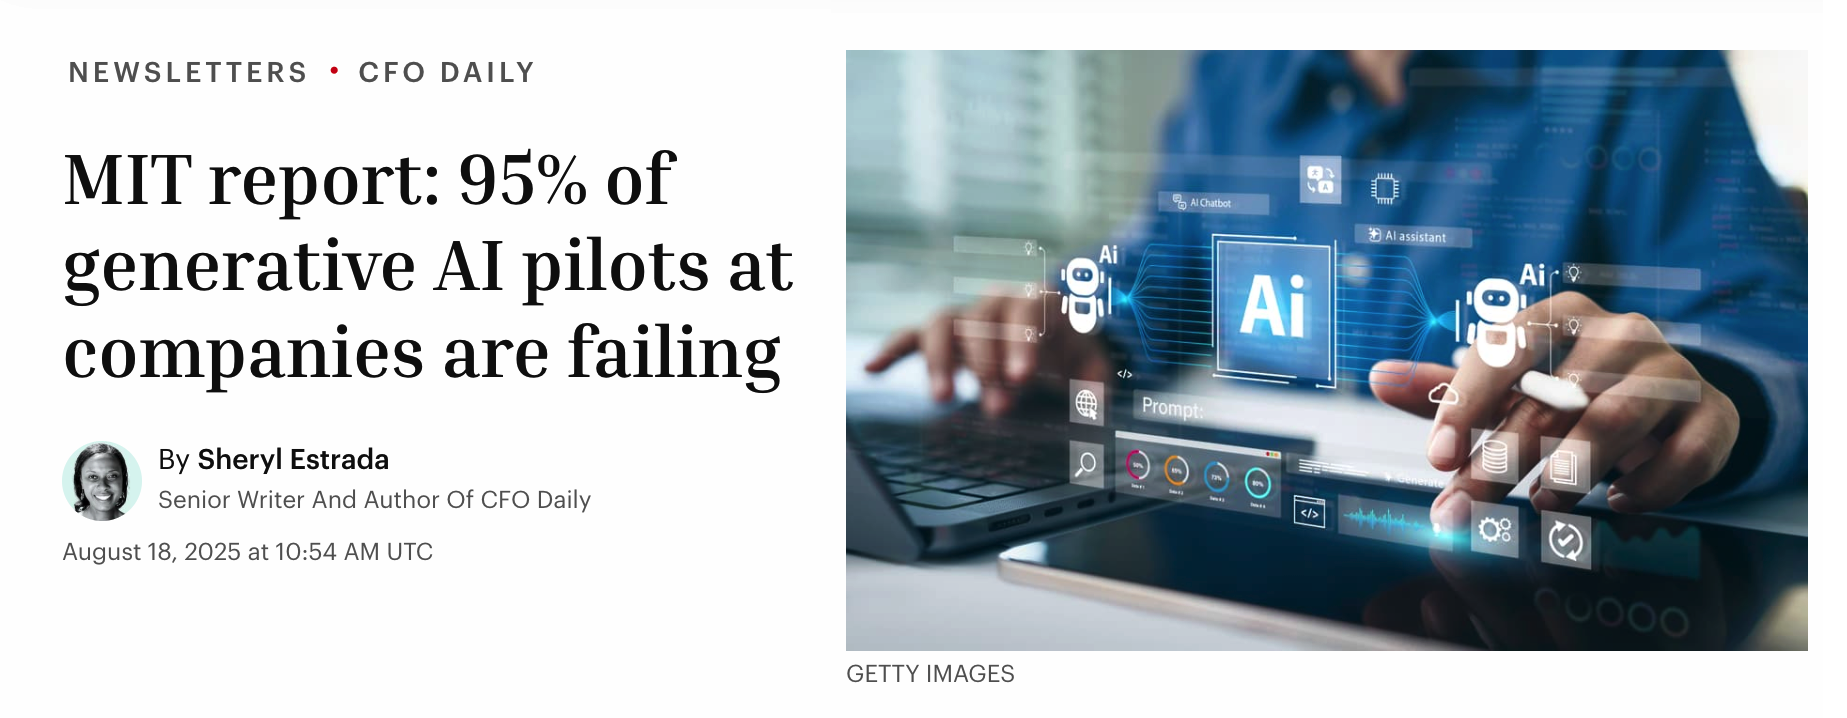 NEWSLETTERS • CFO DAILY
MIT report: 95% of
generative AI pilots at
companies are failing
By Sheryl Estrada
Senior Writer And Author Of CFO Daily
August 18, 2025 at 10:54 AM UTC
AI Chatbot
AI assistant
Ai
Ai
Ai
Prompt:
</>
Generate
</>
GETTY IMAGES